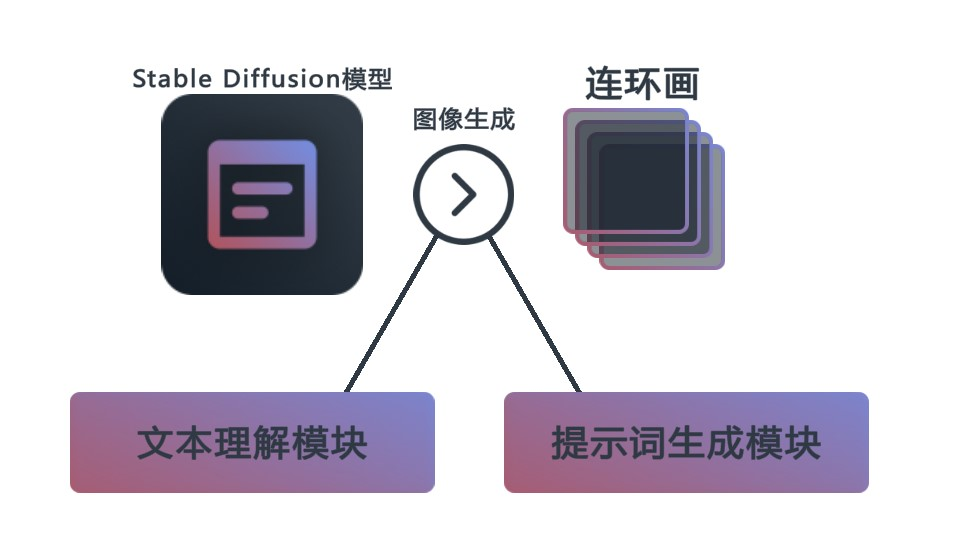 Stable Diffusion模型
连环画
图像生成
文本理解模块
提示词生成模块